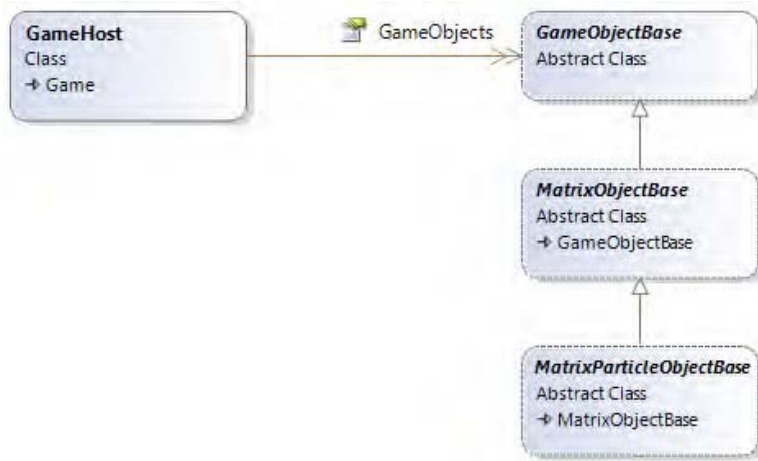 GameHost
Class
Game
GameObjects
GameObjectBase
Abstract Class
MatrixObjectBase
Abstract Class
GameObjectBase
MatrixParticleObjectBase
Abstract Class
MatrixObjectBase